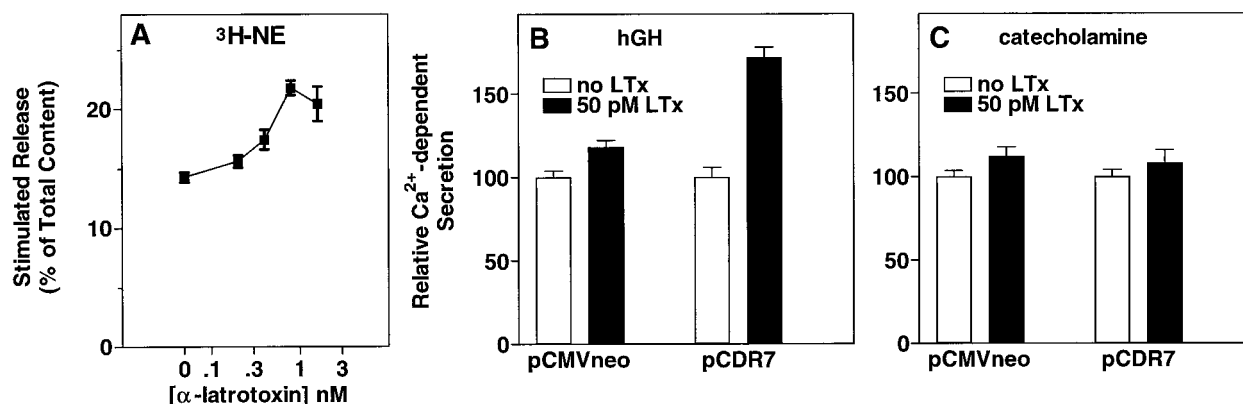 A
³H-NE
Stimulated Release
(% of Total Content)
20
10
0
0 .1 .3 1 3
[α-latrotoxin] nM
B
hGH
no LTx
50 pM LTx
Relative Ca²⁺-dependent
Secretion
150
100
50
0
pCMVneo pCDR7
C
catecholamine
no LTx
50 pM LTx
150
100
50
0
pCMVneo pCDR7